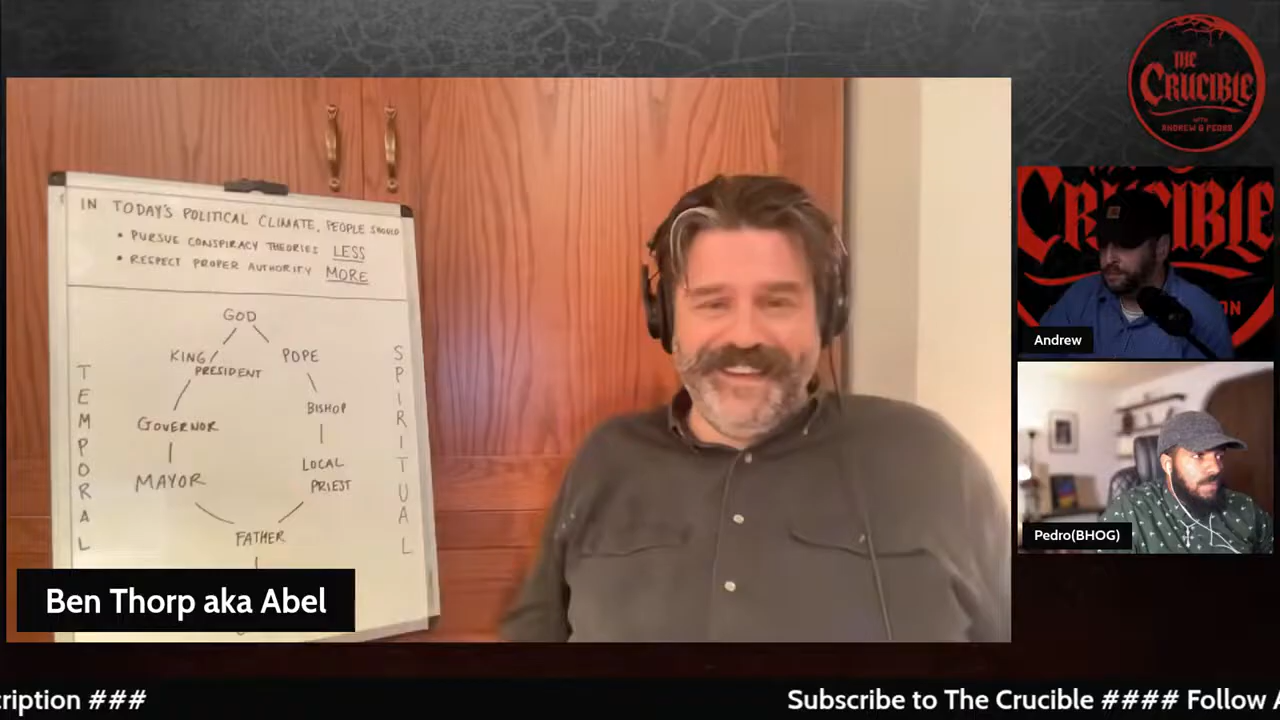 THE
CRUCIBLE
WITH
ANDREW & PEDRO
IN TODAY'S POLITICAL CLIMATE, PEOPLE SHOULD
• PURSUE CONSPIRACY THEORIES LESS
• RESPECT PROPER AUTHORITY MORE
GOD
KING/
PRESIDENT
POPE
GOVERNOR
BISHOP
MAYOR
LOCAL
PRIEST
FATHER
TEMPORAL
SPIRITUAL
Ben Thorp aka Abel
Andrew
Pedro(BHOG)
cription ###
Subscribe to The Crucible #### Follow A